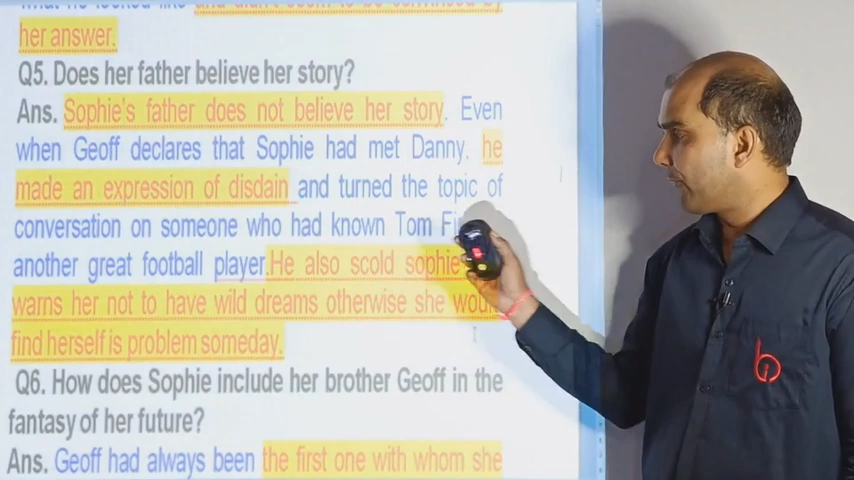 her answer.
Q5. Does her father believe her story?
Ans. Sophie's father does not believe her story. Even
when Geoff declares that Sophie had met Danny. he
made an expression of disdain and turned the topic of
conversation on someone who had known Tom
another great football player.He also scold sophie
warns her not to have wild dreams otherwise she would
find herself is problem someday.
Q6. How does Sophie include her brother Geoff in the
fantasy of her future?
Ans. Geoff had always been the first one with whom she